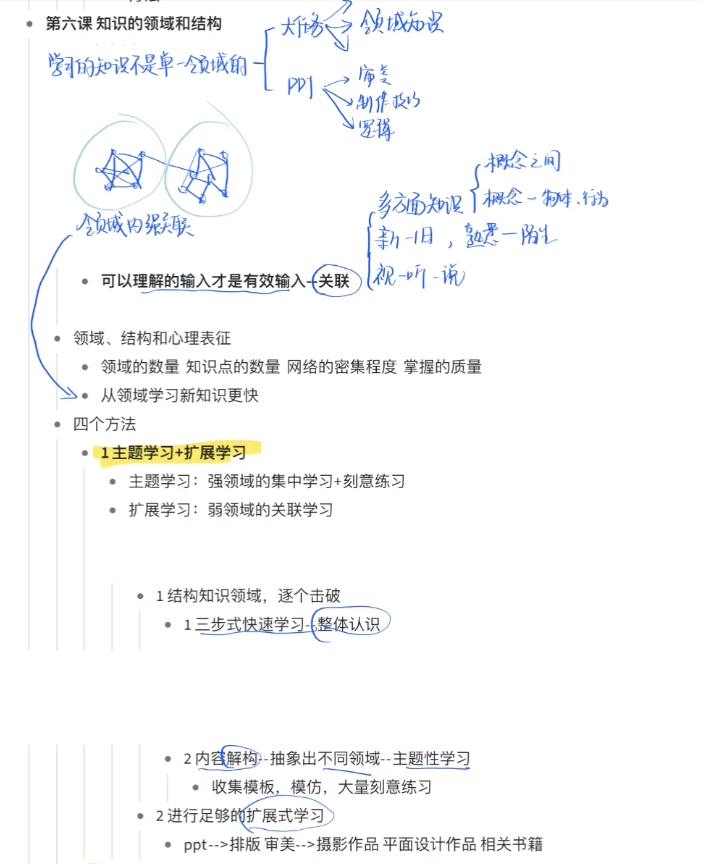 第六课 知识的领域和结构
大任务 领域知识
学习的知识不是单一领域的
PPT
审美
制作技巧
逻辑
概念之间
多方面知识
概念一物体、行为
领域内强关联
新一旧，熟悉一陌生
可以理解的输入才是有效输入--关联
视一听一说
领域、结构和心理表征
领域的数量 知识点的数量 网络的密集程度 掌握的质量
从领域学习新知识更快
四个方法
1 主题学习+扩展学习
主题学习：强领域的集中学习+刻意练习
扩展学习：弱领域的关联学习
1 结构知识领域，逐个击破
1 三步式快速学习--整体认识
2 内容解构--抽象出不同领域--主题性学习
收集模板，模仿，大量刻意练习
2 进行足够的扩展式学习
ppt-->排版 审美-->摄影作品 平面设计作品 相关书籍